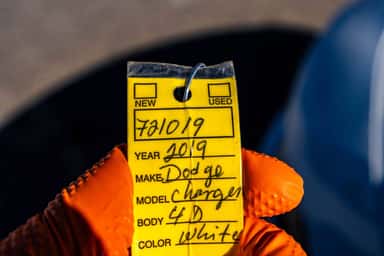 NEW USED
721019
YEAR 2019
MAKE Dodge
MODEL Charger
BODY 4D
COLOR White